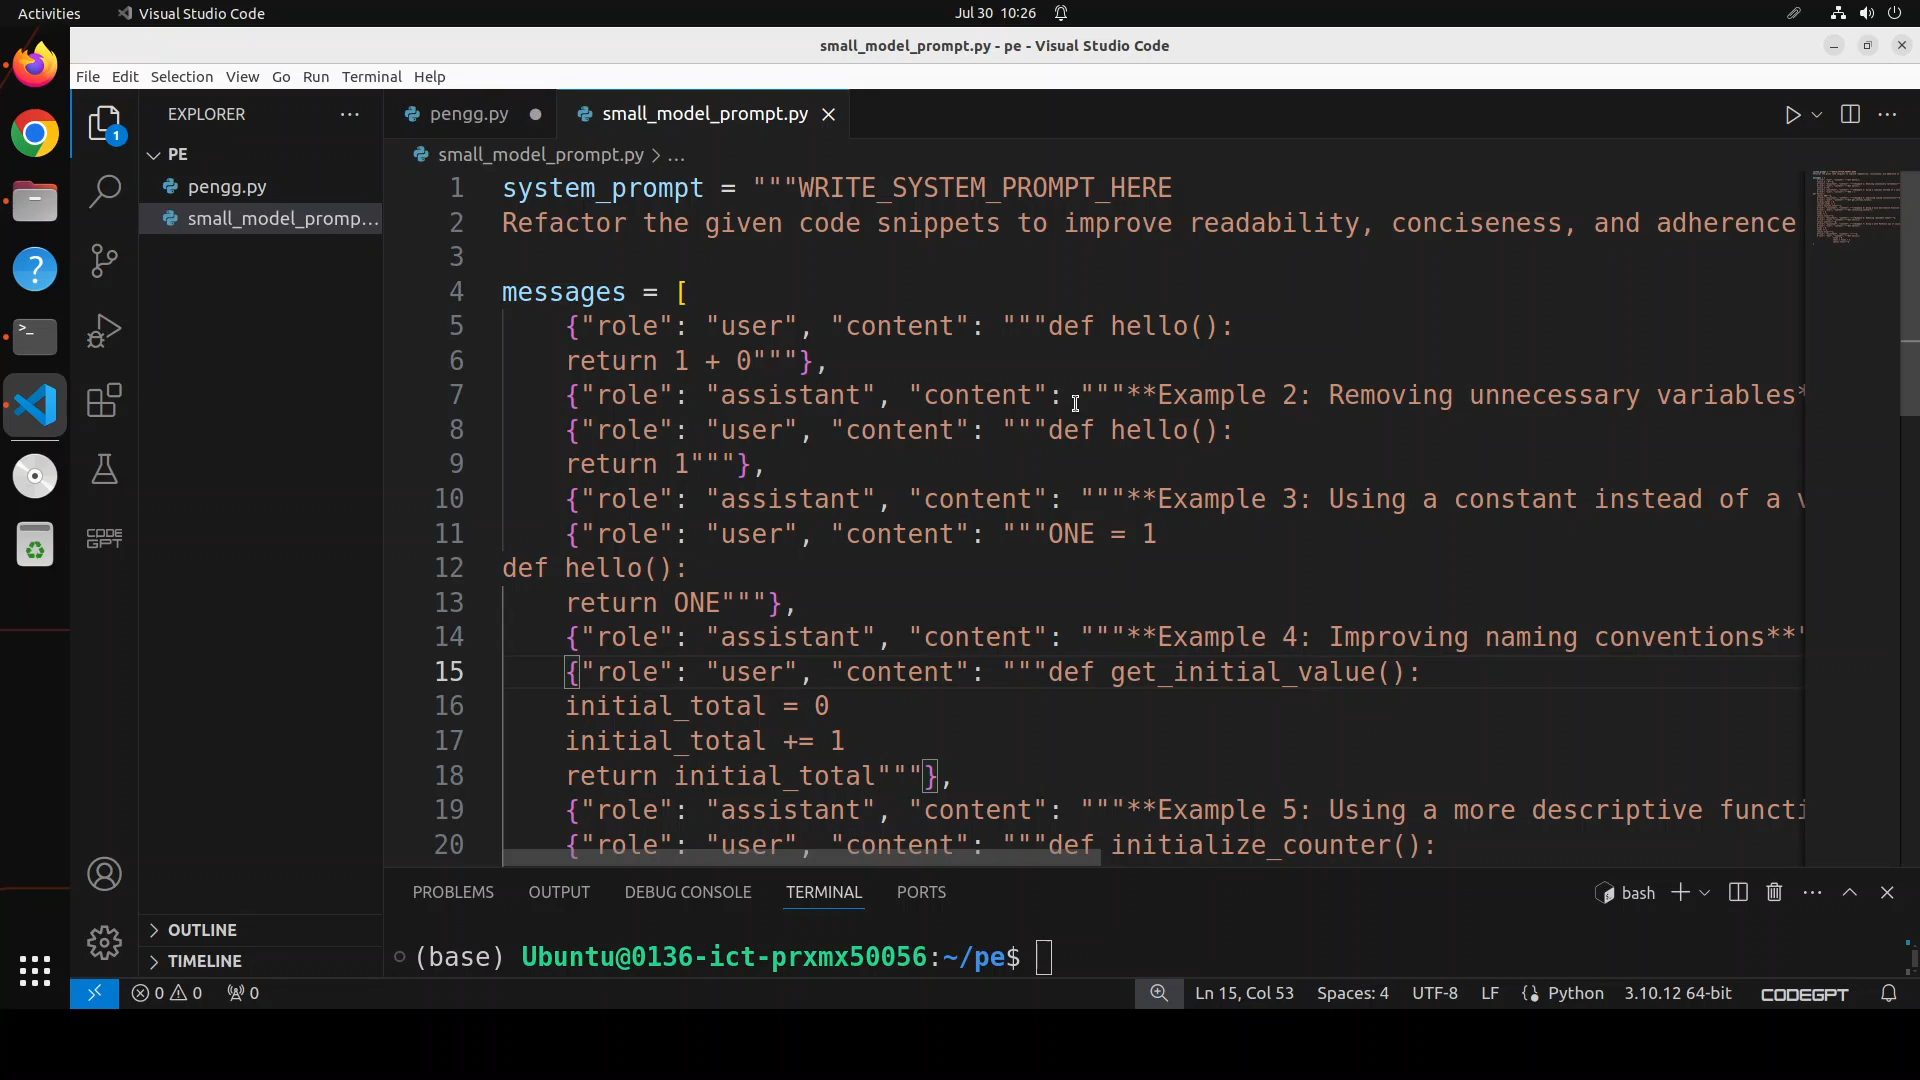 Activities
Visual Studio Code
Jul 30 10:26
small_model_prompt.py - pe - Visual Studio Code
File Edit Selection View Go Run Terminal Help
EXPLORER
pengg.py
small_model_prompt.py
1
PE
small_model_prompt.py > ...
pengg.py
small_model_promp...
1 system_prompt = """WRITE_SYSTEM_PROMPT_HERE
2 Refactor the given code snippets to improve readability, conciseness, and adherence
3
4 messages = [
5 {"role": "user", "content": """def hello():
6 return 1 + 0"""},
7 {"role": "assistant", "content": """**Example 2: Removing unnecessary variables*
8 {"role": "user", "content": """def hello():
9 return 1"""},
10 {"role": "assistant", "content": """**Example 3: Using a constant instead of a v
11 {"role": "user", "content": """ONE = 1
12 def hello():
13 return ONE"""},
14 {"role": "assistant", "content": """**Example 4: Improving naming conventions**"
15 {"role": "user", "content": """def get_initial_value():
16 initial_total = 0
17 initial_total += 1
18 return initial_total"""},
19 {"role": "assistant", "content": """**Example 5: Using a more descriptive functi
20 {"role": "user", "content": """def initialize_counter():
CODE
GPT
OUTLINE
TIMELINE
PROBLEMS OUTPUT DEBUG CONSOLE TERMINAL PORTS
bash
(base) Ubuntu@0136-ict-prxmx50056:~/pe$
0 0 0
Ln 15, Col 53 Spaces: 4 UTF-8 LF Python 3.10.12 64-bit CODEGPT